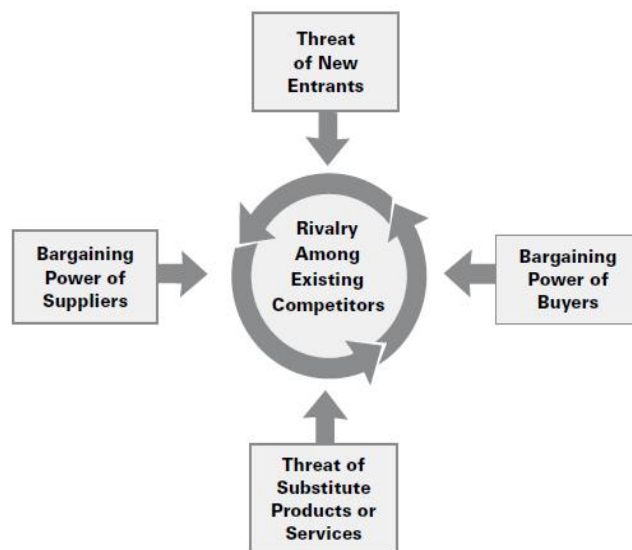 Threat
of New
Entrants
Rivalry
Among
Existing
Competitors
Bargaining
Power of
Suppliers
Bargaining
Power of
Buyers
Threat of
Substitute
Products or
Services